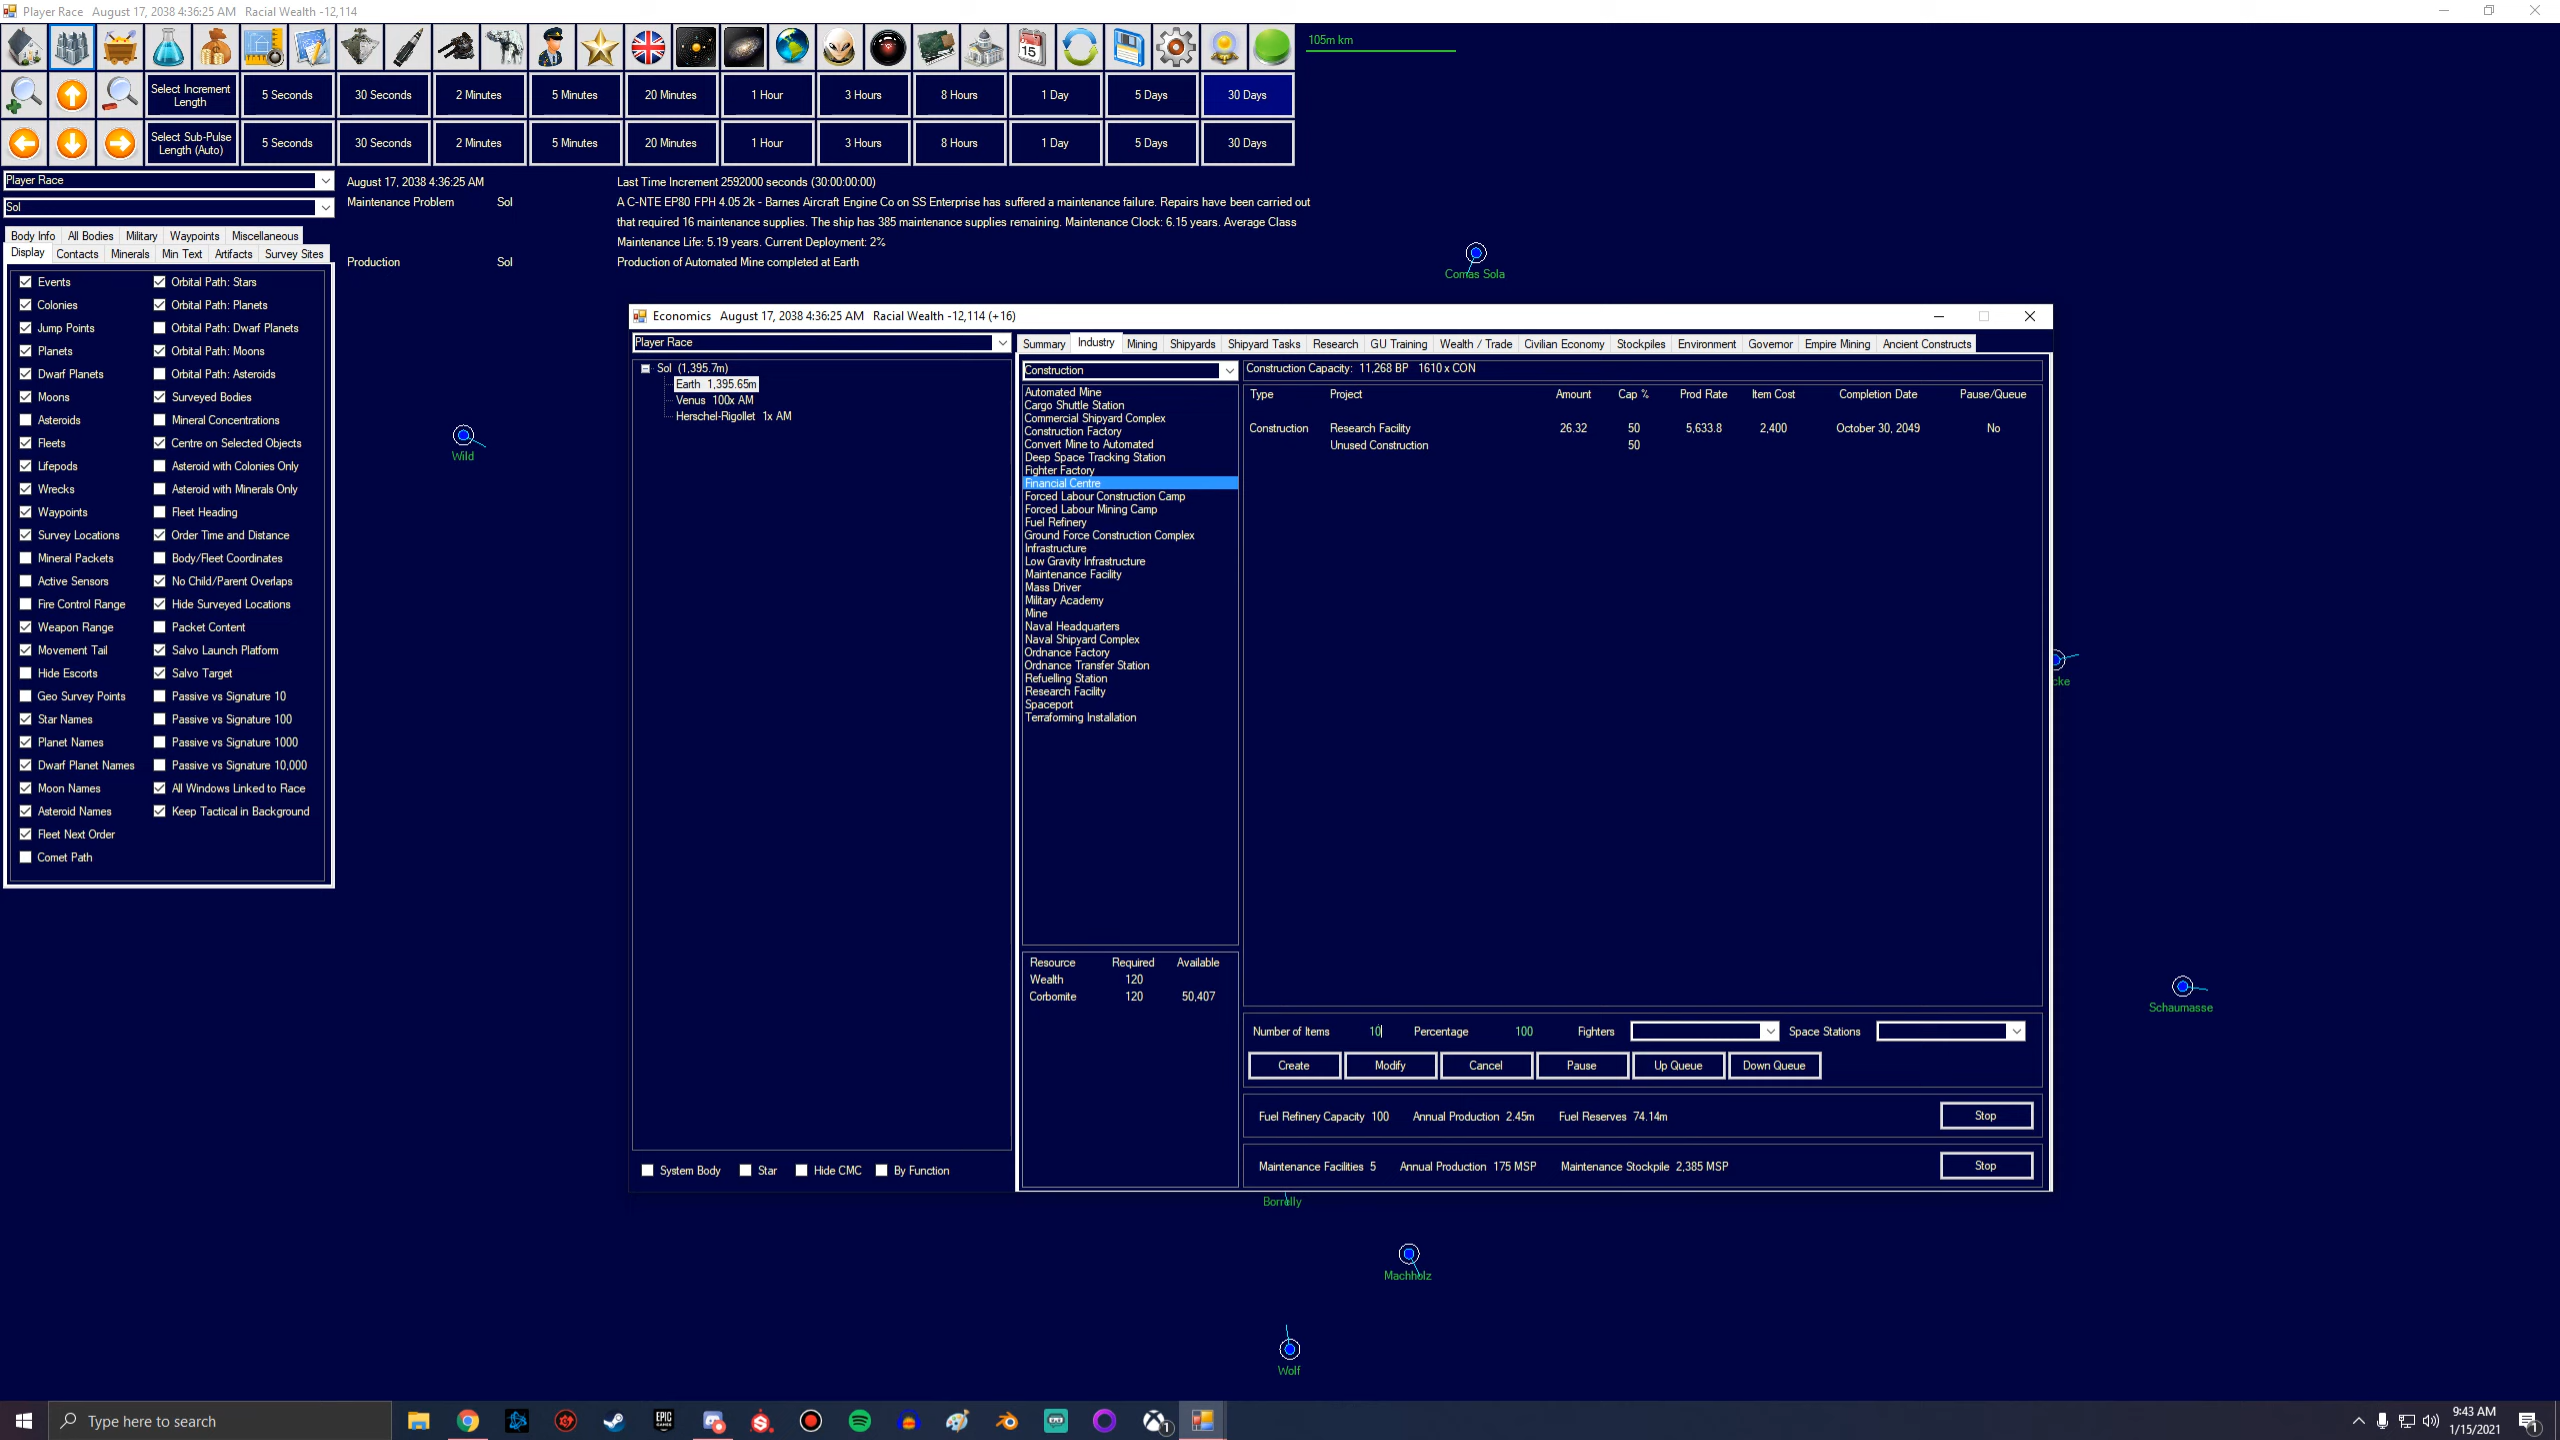 Player Race   August 17, 2038 4:36:25 AM   Racial Wealth -12,114
105m km
Select Increment Length
5 Seconds
30 Seconds
2 Minutes
5 Minutes
20 Minutes
1 Hour
3 Hours
8 Hours
1 Day
5 Days
30 Days
Select Sub-Pulse Length (Auto)
5 Seconds
30 Seconds
2 Minutes
5 Minutes
20 Minutes
1 Hour
3 Hours
8 Hours
1 Day
5 Days
30 Days
Player Race
Sol
August 17, 2038 4:36:25 AM   Last Time Increment 2592000 seconds (30:00:00:00)
Maintenance Problem   Sol   A C-NTE EP80 FPH 4.05 2k - Barnes Aircraft Engine Co on SS Enterprise has suffered a maintenance failure. Repairs have been carried out
that required 16 maintenance supplies. The ship has 385 maintenance supplies remaining. Maintenance Clock: 6.15 years. Average Class
Maintenance Life: 5.19 years. Current Deployment: 2%
Production   Sol   Production of Automated Mine completed at Earth
Body Info   All Bodies   Military   Waypoints   Miscellaneous
Display   Contacts   Minerals   Min Text   Artifacts   Survey Sites
Events   Orbital Path: Stars
Colonies   Orbital Path: Planets
Jump Points   Orbital Path: Dwarf Planets
Planets   Orbital Path: Moons
Dwarf Planets   Orbital Path: Asteroids
Moons   Surveyed Bodies
Asteroids   Mineral Concentrations
Fleets   Centre on Selected Objects
Lifepods   Asteroid with Colonies Only
Wrecks   Asteroid with Minerals Only
Waypoints   Fleet Heading
Survey Locations   Order Time and Distance
Mineral Packets   Body/Fleet Coordinates
Active Sensors   No Child/Parent Overlaps
Fire Control Range   Hide Surveyed Locations
Weapon Range   Packet Content
Movement Tail   Salvo Launch Platform
Hide Escorts   Salvo Target
Geo Survey Points   Passive vs Signature 10
Star Names   Passive vs Signature 100
Planet Names   Passive vs Signature 1000
Dwarf Planet Names   Passive vs Signature 10,000
Moon Names   All Windows Linked to Race
Asteroid Names   Keep Tactical in Background
Fleet Next Order
Comet Path
Comas Sola
Wild
Economics   August 17, 2038 4:36:25 AM   Racial Wealth -12,114 (+16)
Player Race
Sol (1,395.7m)
Earth 1,395.65m
Venus 100x AM
Herschel-Rigollet 1x AM
System Body   Star   Hide CMC   By Function
Summary   Industry   Mining   Shipyards   Shipyard Tasks   Research   GU Training   Wealth / Trade   Civilian Economy   Stockpiles   Environment   Governor   Empire Mining   Ancient Constructs
Construction
Automated Mine
Cargo Shuttle Station
Commercial Shipyard Complex
Construction Factory
Convert Mine to Automated
Deep Space Tracking Station
Fighter Factory
Financial Centre
Forced Labour Construction Camp
Forced Labour Mining Camp
Fuel Refinery
Ground Force Construction Complex
Infrastructure
Low Gravity Infrastructure
Maintenance Facility
Mass Driver
Military Academy
Mine
Naval Headquarters
Naval Shipyard Complex
Ordnance Factory
Ordnance Transfer Station
Refuelling Station
Research Facility
Spaceport
Terraforming Installation
Resource   Required   Available
Wealth   120
Corbomite   120   50,407
Construction Capacity: 11,268 BP   1610 x CON
Type   Project   Amount   Cap %   Prod Rate   Item Cost   Completion Date   Pause/Queue
Construction   Research Facility   26.32   50   5,633.8   2,400   October 30, 2049   No
Unused Construction   50
Number of Items   10   Percentage   100   Fighters   Space Stations
Create   Modify   Cancel   Pause   Up Queue   Down Queue
Fuel Refinery Capacity 100   Annual Production 2.45m   Fuel Reserves 74.14m   Stop
Maintenance Facilities 5   Annual Production 175 MSP   Maintenance Stockpile 2,385 MSP   Stop
cke
Schaumasse
Borrelly
Machholz
Wolf
Type here to search
9:43 AM
1/15/2021